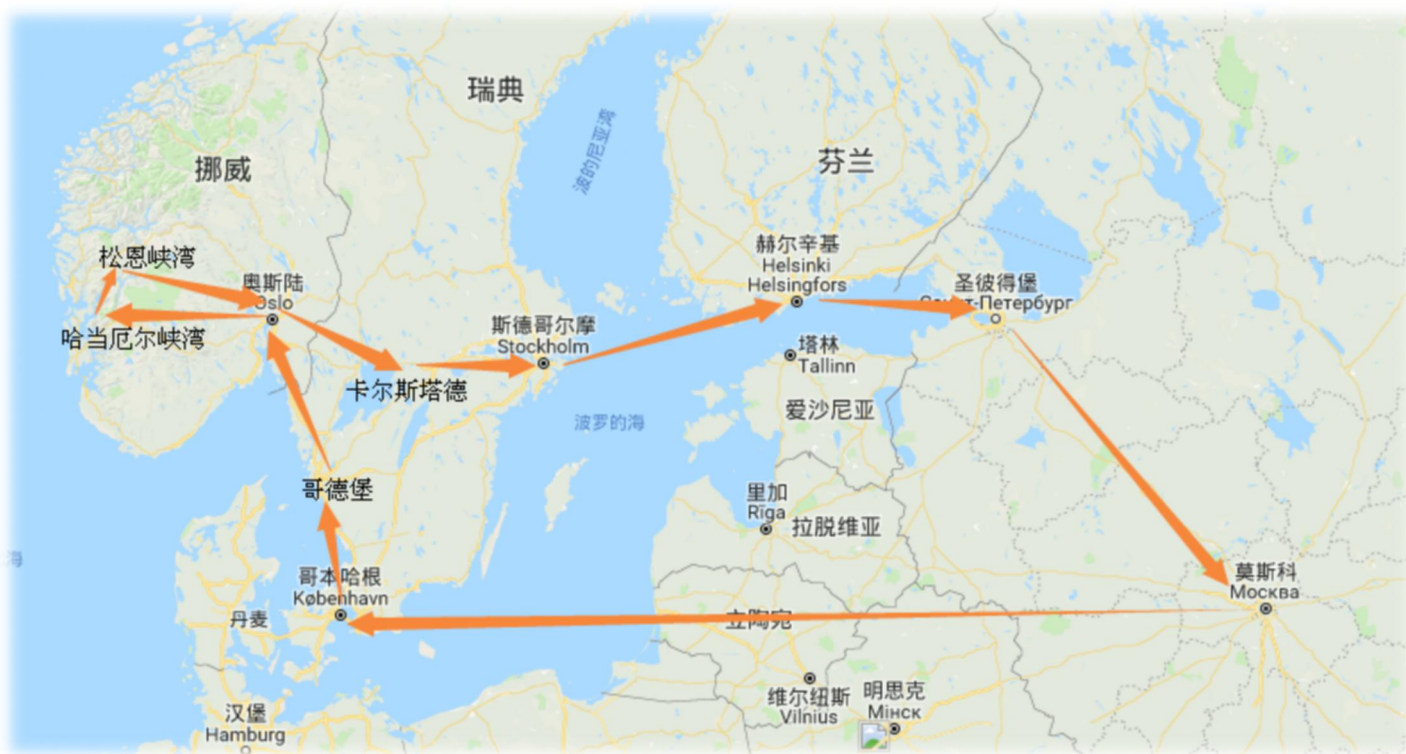 瑞典
波的尼亚湾
挪威
芬兰
松恩峡湾
奥斯陆
Oslo
哈当厄尔峡湾
赫尔辛基
Helsinki
Helsingfors
圣彼得堡
Санкт-Петербург
斯德哥尔摩
Stockholm
卡尔斯塔德
塔林
Tallinn
爱沙尼亚
波罗的海
哥德堡
里加
Rīga
拉脱维亚
海
哥本哈根
København
丹麦
莫斯科
Москва
立陶宛
维尔纽斯
Vilnius
明思克
Мінск
汉堡
Hamburg